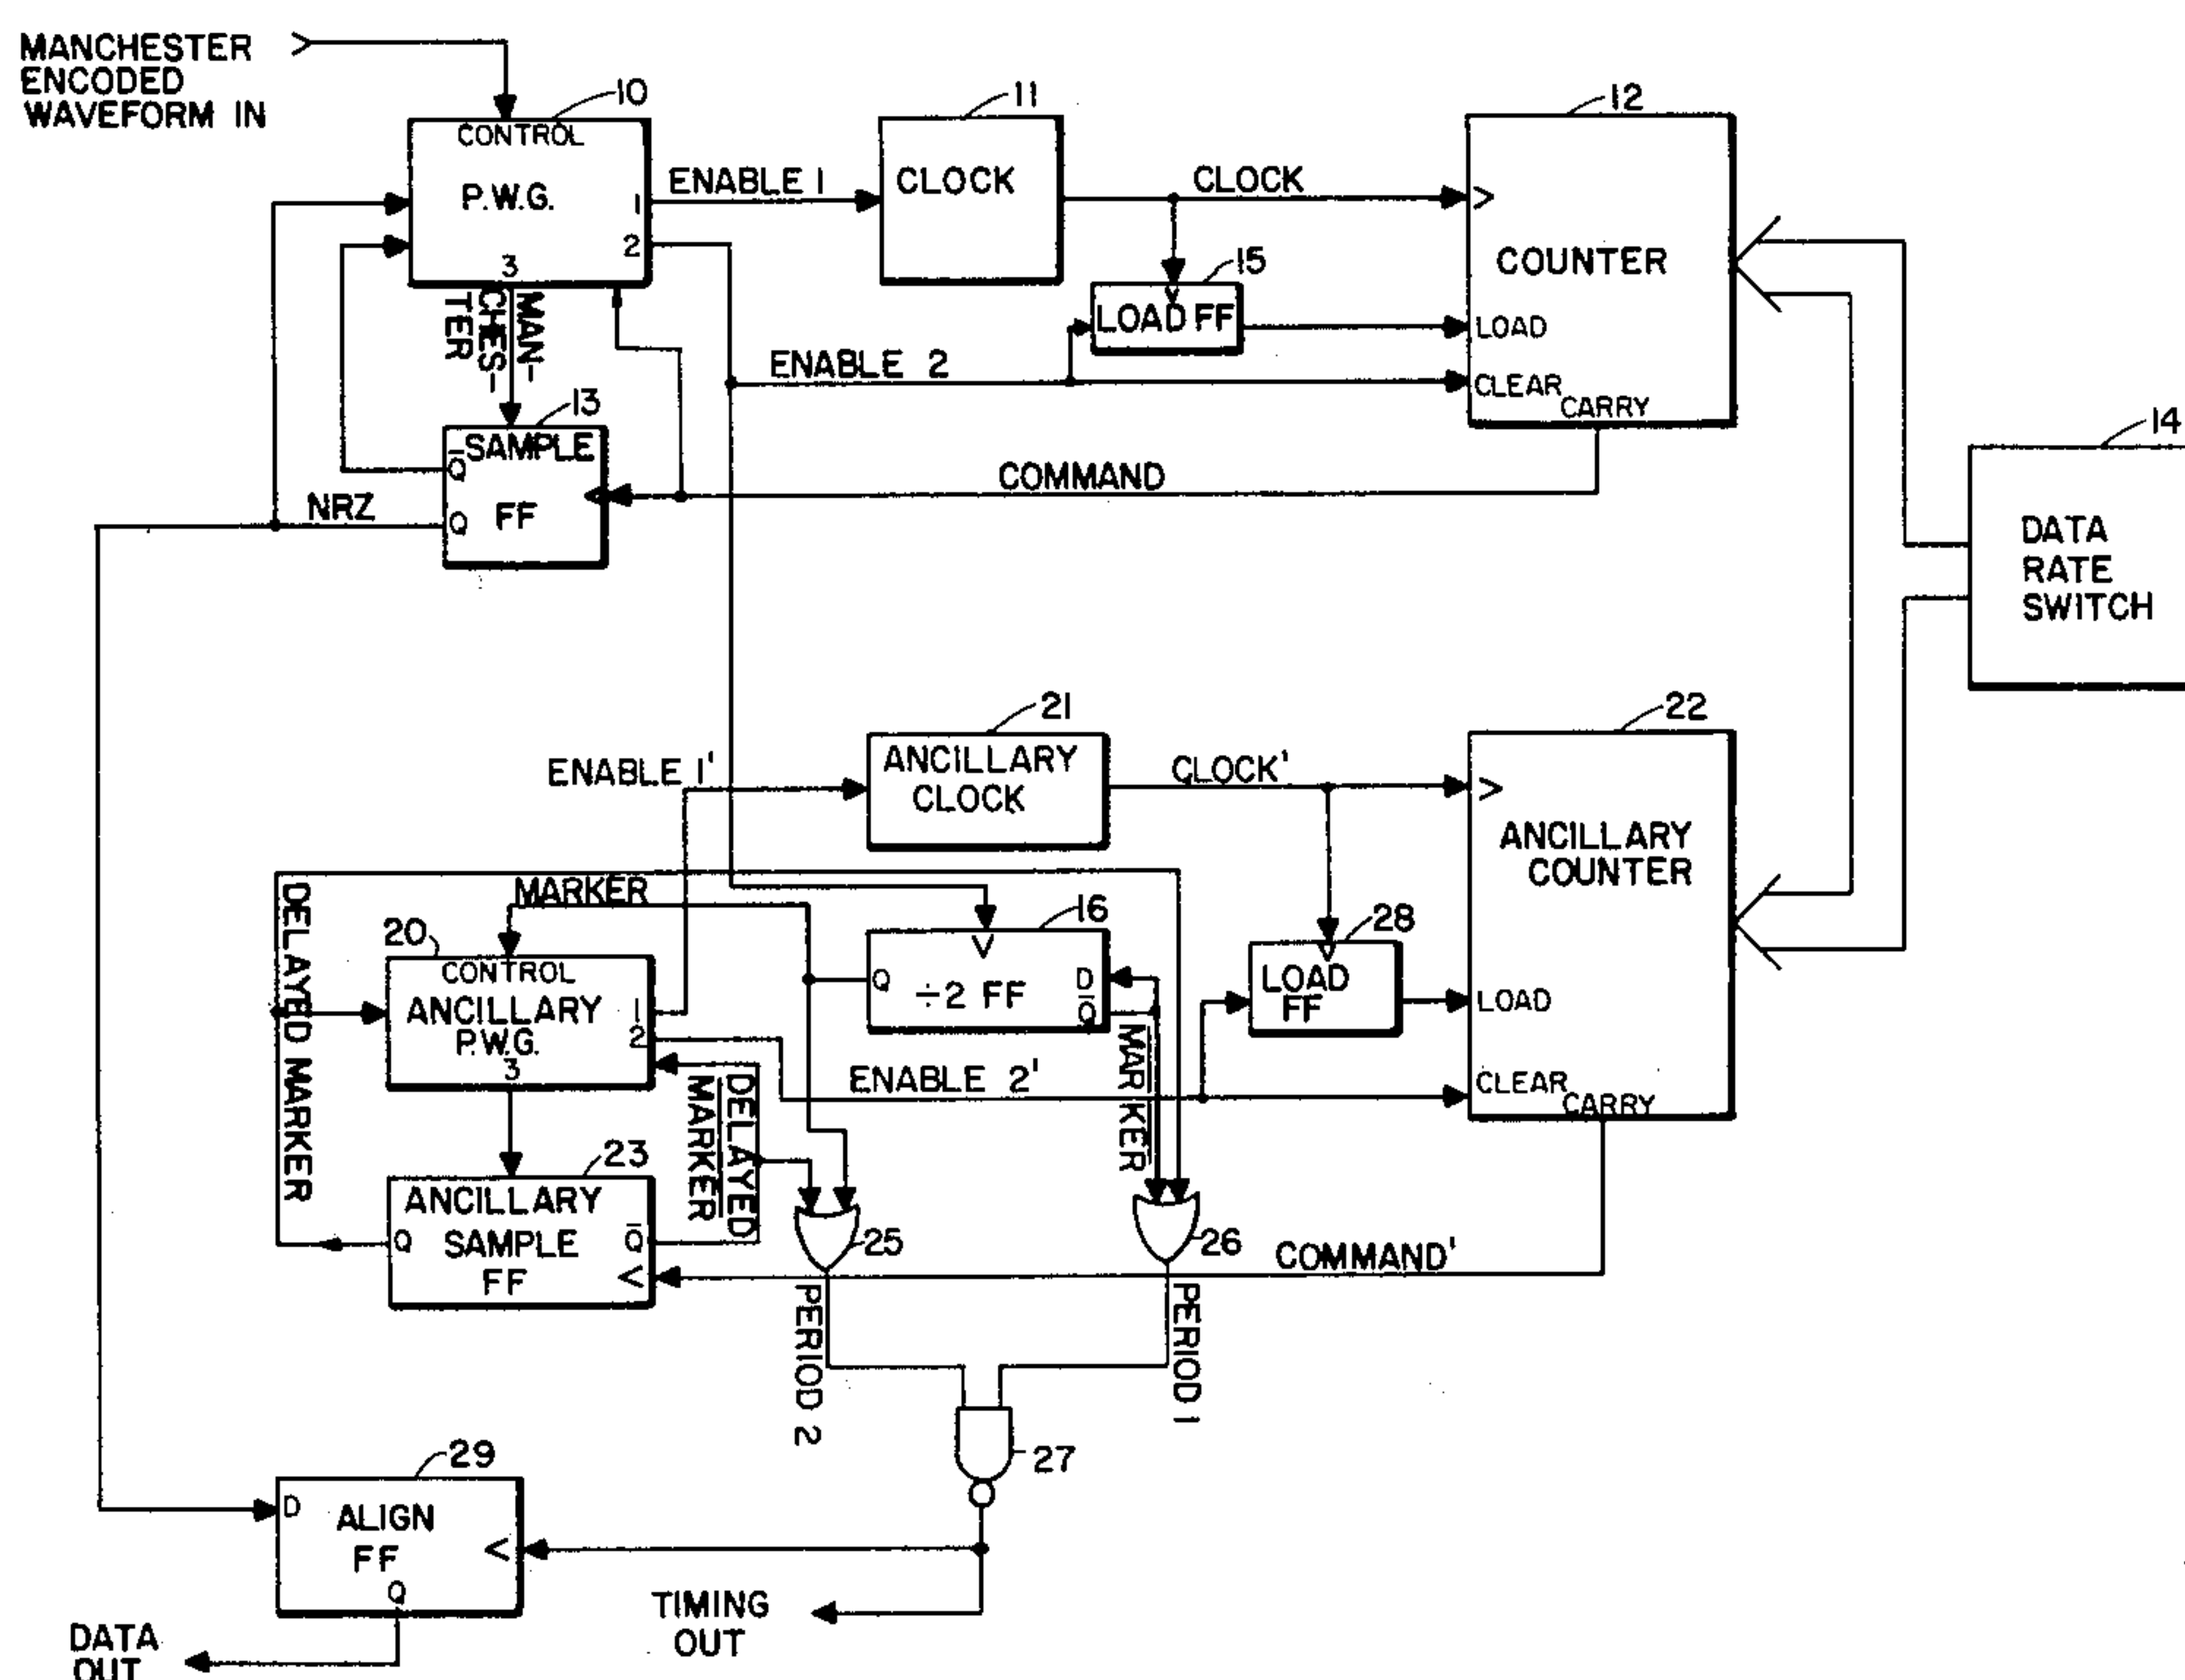 MANCHESTER
ENCODED
WAVEFORM IN
10
CONTROL
P.W.G.
1
2
3
ENABLE 1
11
CLOCK
CLOCK
12
>
COUNTER
LOAD
CLEAR
CARRY
15
LOAD FF
ENABLE 2
MAN-
CHES-
TER
13
SAMPLE
FF
Q̅
Q
NRZ
COMMAND
14
DATA
RATE
SWITCH
21
ANCILLARY
CLOCK
ENABLE 1'
CLOCK'
22
>
ANCILLARY
COUNTER
LOAD
CLEAR
CARRY
DELAYED MARKER
MARKER
20
CONTROL
ANCILLARY
P.W.G.
1
2
3
16
Q
÷2 FF
D
Q̅
28
LOAD
FF
M̅A̅R̅K̅E̅R̅
ENABLE 2'
D̅E̅L̅A̅Y̅E̅D̅
M̅A̅R̅K̅E̅R̅
23
ANCILLARY
SAMPLE
FF
Q
Q̅
<
25
26
COMMAND'
PERIOD 2
PERIOD 1
27
29
D
ALIGN
FF
<
Q
TIMING
OUT
DATA
OUT